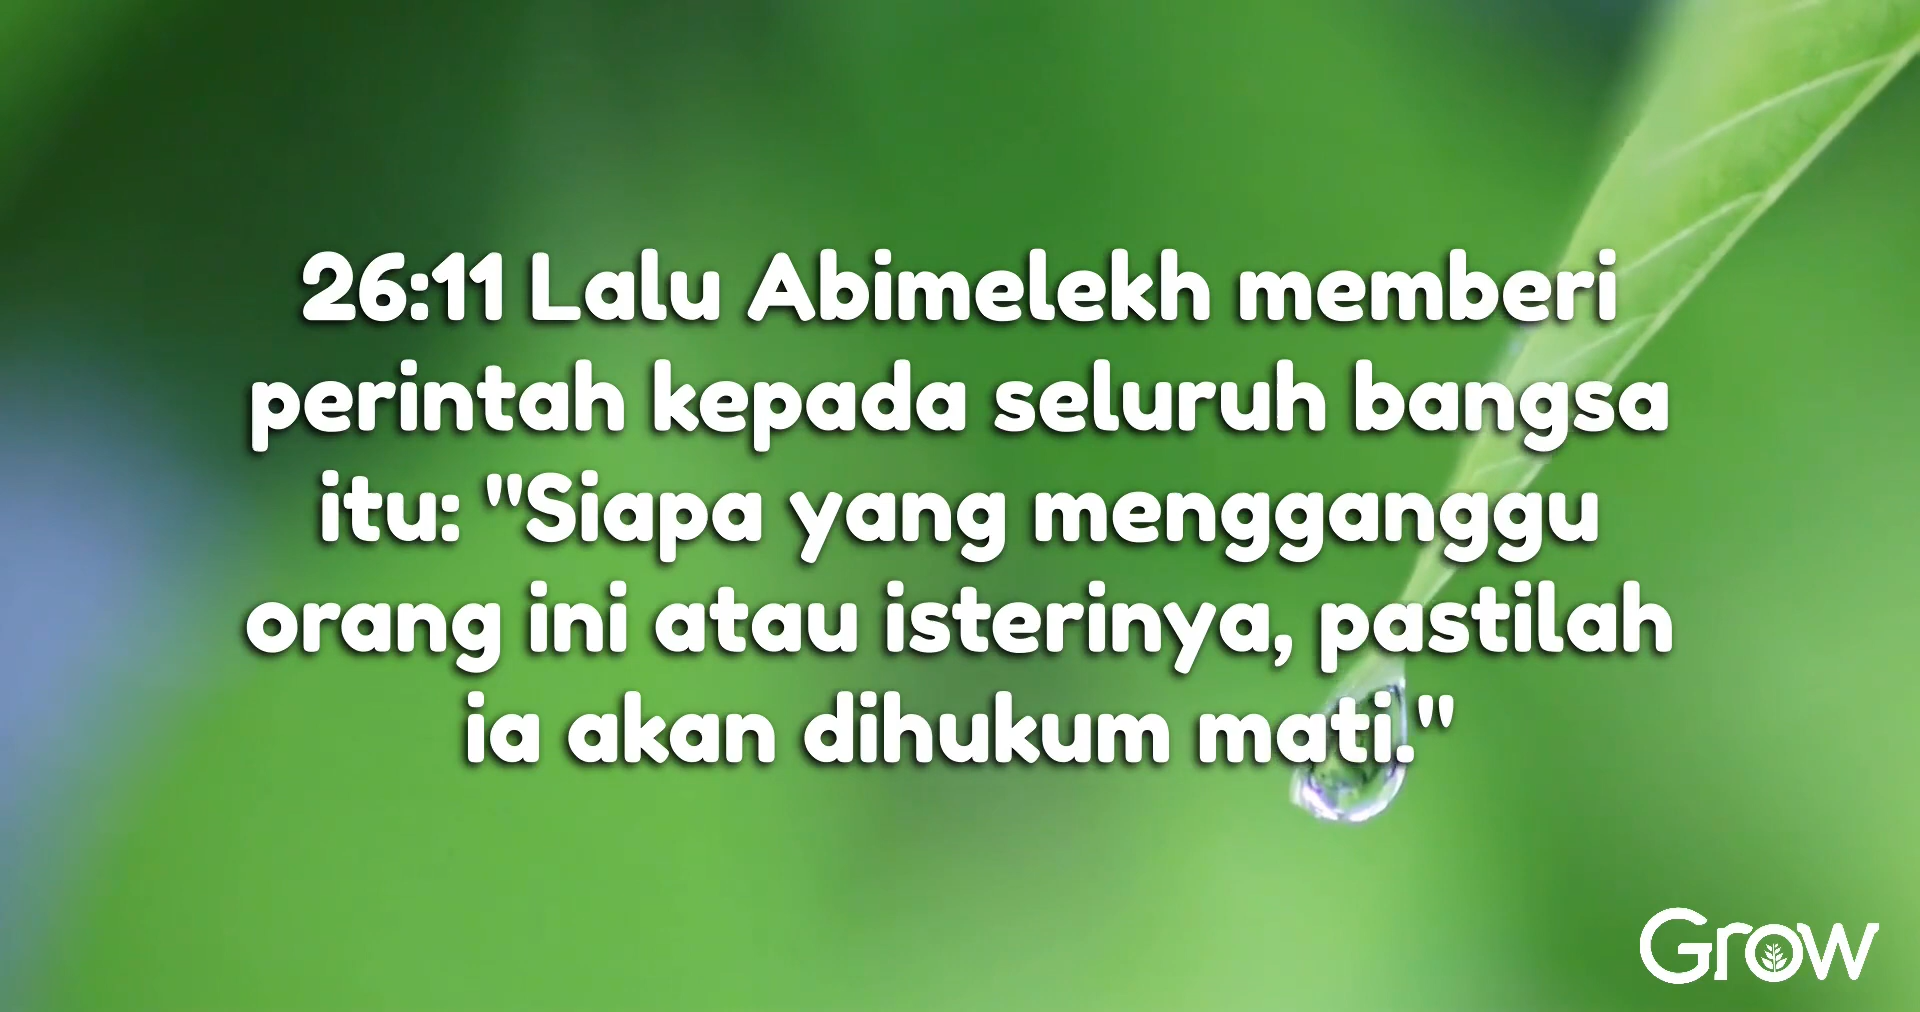 26:11 Lalu Abimelekh memberi
perintah kepada seluruh bangsa
itu: "Siapa yang mengganggu
orang ini atau isterinya, pastilah
ia akan dihukum mati."
Grow